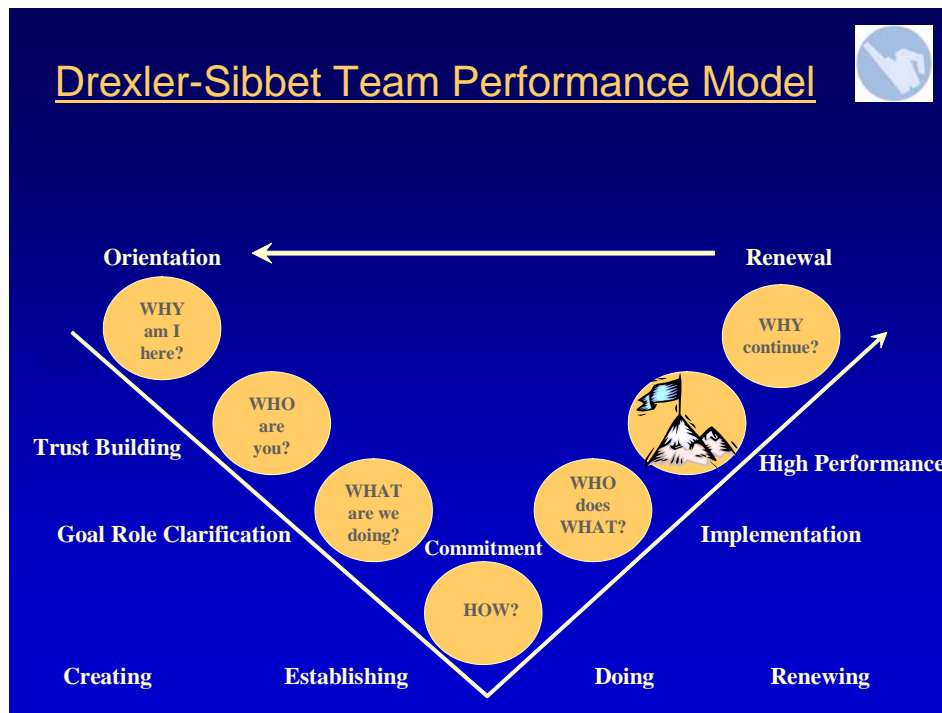 Drexler-Sibbet Team Performance Model
Orientation
Renewal
WHY
am I
here?
WHY
continue?
WHO
are
you?
Trust Building
High Performance
WHAT
are we
doing?
WHO
does
WHAT?
Goal Role Clarification
Commitment
Implementation
HOW?
Creating
Establishing
Doing
Renewing